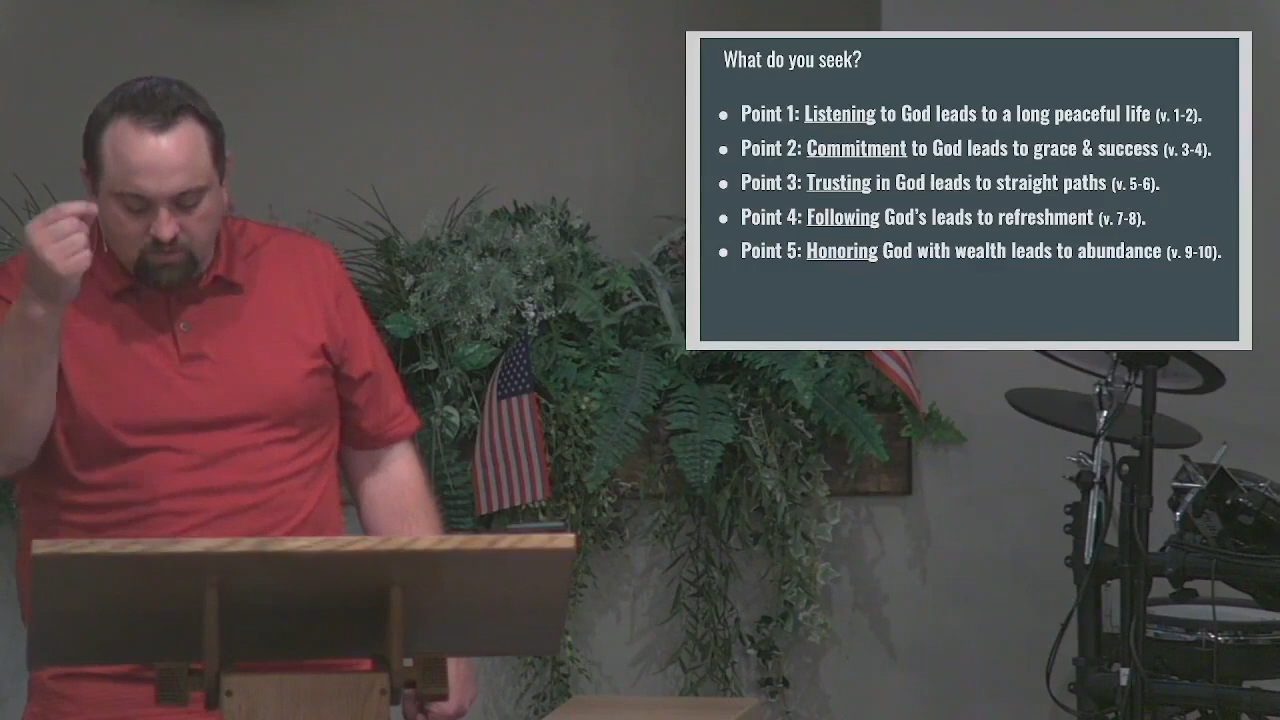 What do you seek?
● Point 1: Listening to God leads to a long peaceful life (v. 1-2).
● Point 2: Commitment to God leads to grace & success (v. 3-4).
● Point 3: Trusting in God leads to straight paths (v. 5-6).
● Point 4: Following God's leads to refreshment (v. 7-8).
● Point 5: Honoring God with wealth leads to abundance (v. 9-10).